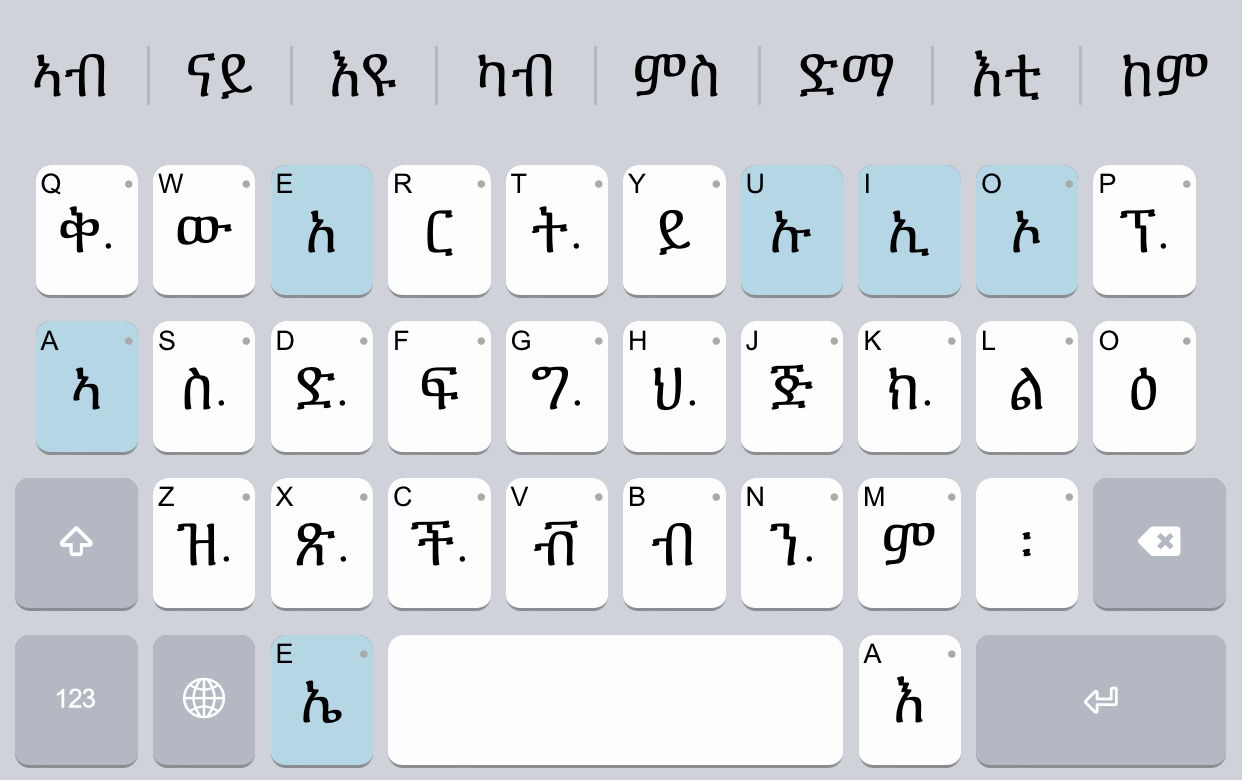 ኣብ ናይ እዩ ካብ ምስ ድማ እቲ ከም
Q ቅ. W ው E አ R ር T ት. Y ይ U ኡ I ኢ O ኦ P ፕ.
A ኣ S ስ. D ድ. F ፍ G ግ. H ህ. J ጅ K ክ. L ል O ዕ
Z ዝ. X ጽ. C ች. V ቭ B ብ N ን. M ም ፡
123 E ኤ A እ